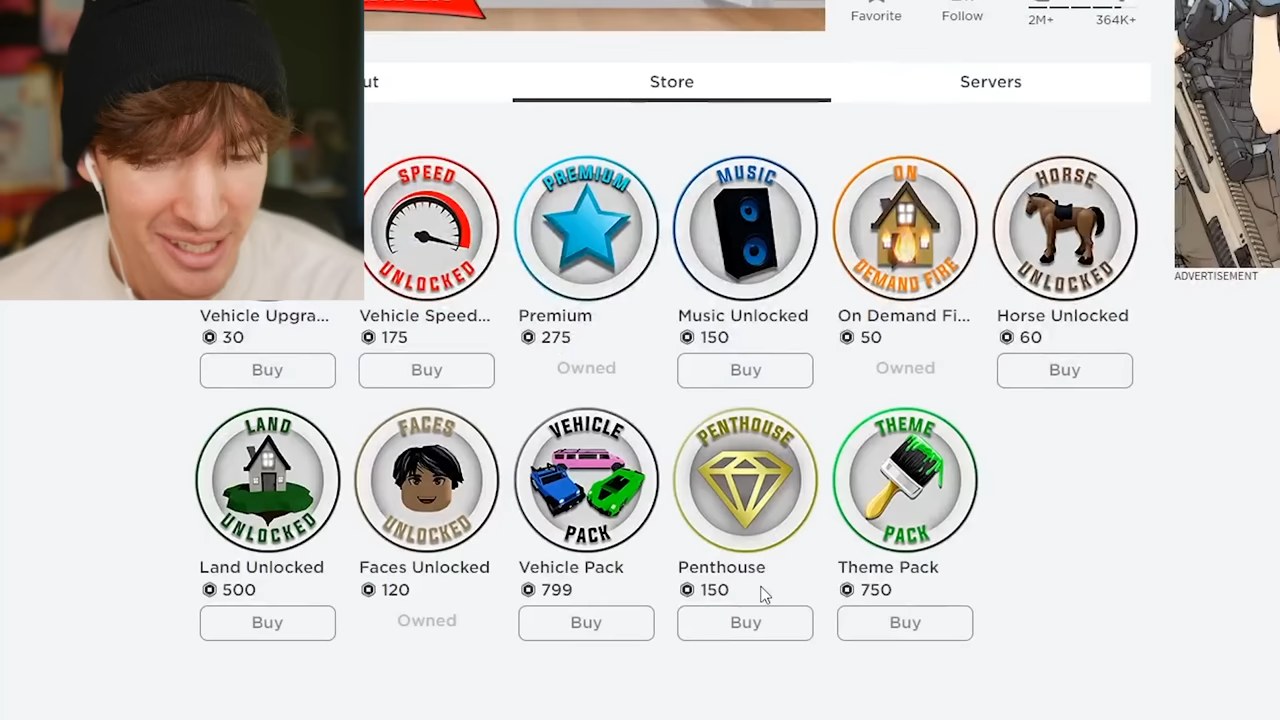 Favorite
Follow
2M+
364K+
ut
Store
Servers
ADVERTISEMENT
SPEED
UNLOCKED
PREMIUM
MUSIC
ON
DEMAND FIRE
HORSE
UNLOCKED
Vehicle Upgra...
Vehicle Speed...
Premium
Music Unlocked
On Demand Fi...
Horse Unlocked
30
175
275
150
50
60
Buy
Buy
Owned
Buy
Owned
Buy
LAND
UNLOCKED
FACES
UNLOCKED
VEHICLE
PACK
PENTHOUSE
THEME
PACK
Land Unlocked
Faces Unlocked
Vehicle Pack
Penthouse
Theme Pack
500
120
799
150
750
Buy
Owned
Buy
Buy
Buy